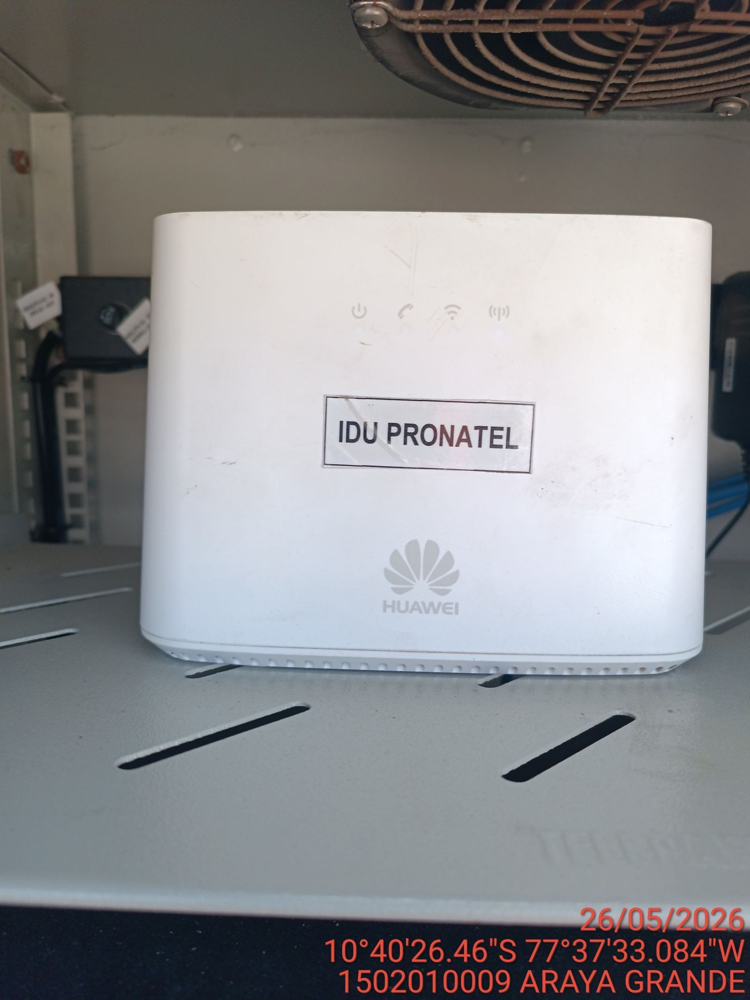 IDU PRONATEL
HUAWEI
26/05/2026
10°40'26.46"S 77°37'33.084"W
1502010009 ARAYA GRANDE